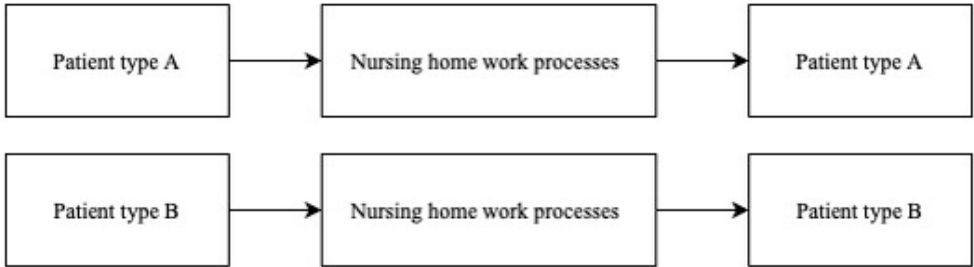 Patient type A
Nursing home work processes
Patient type A
Patient type B
Nursing home work processes
Patient type B